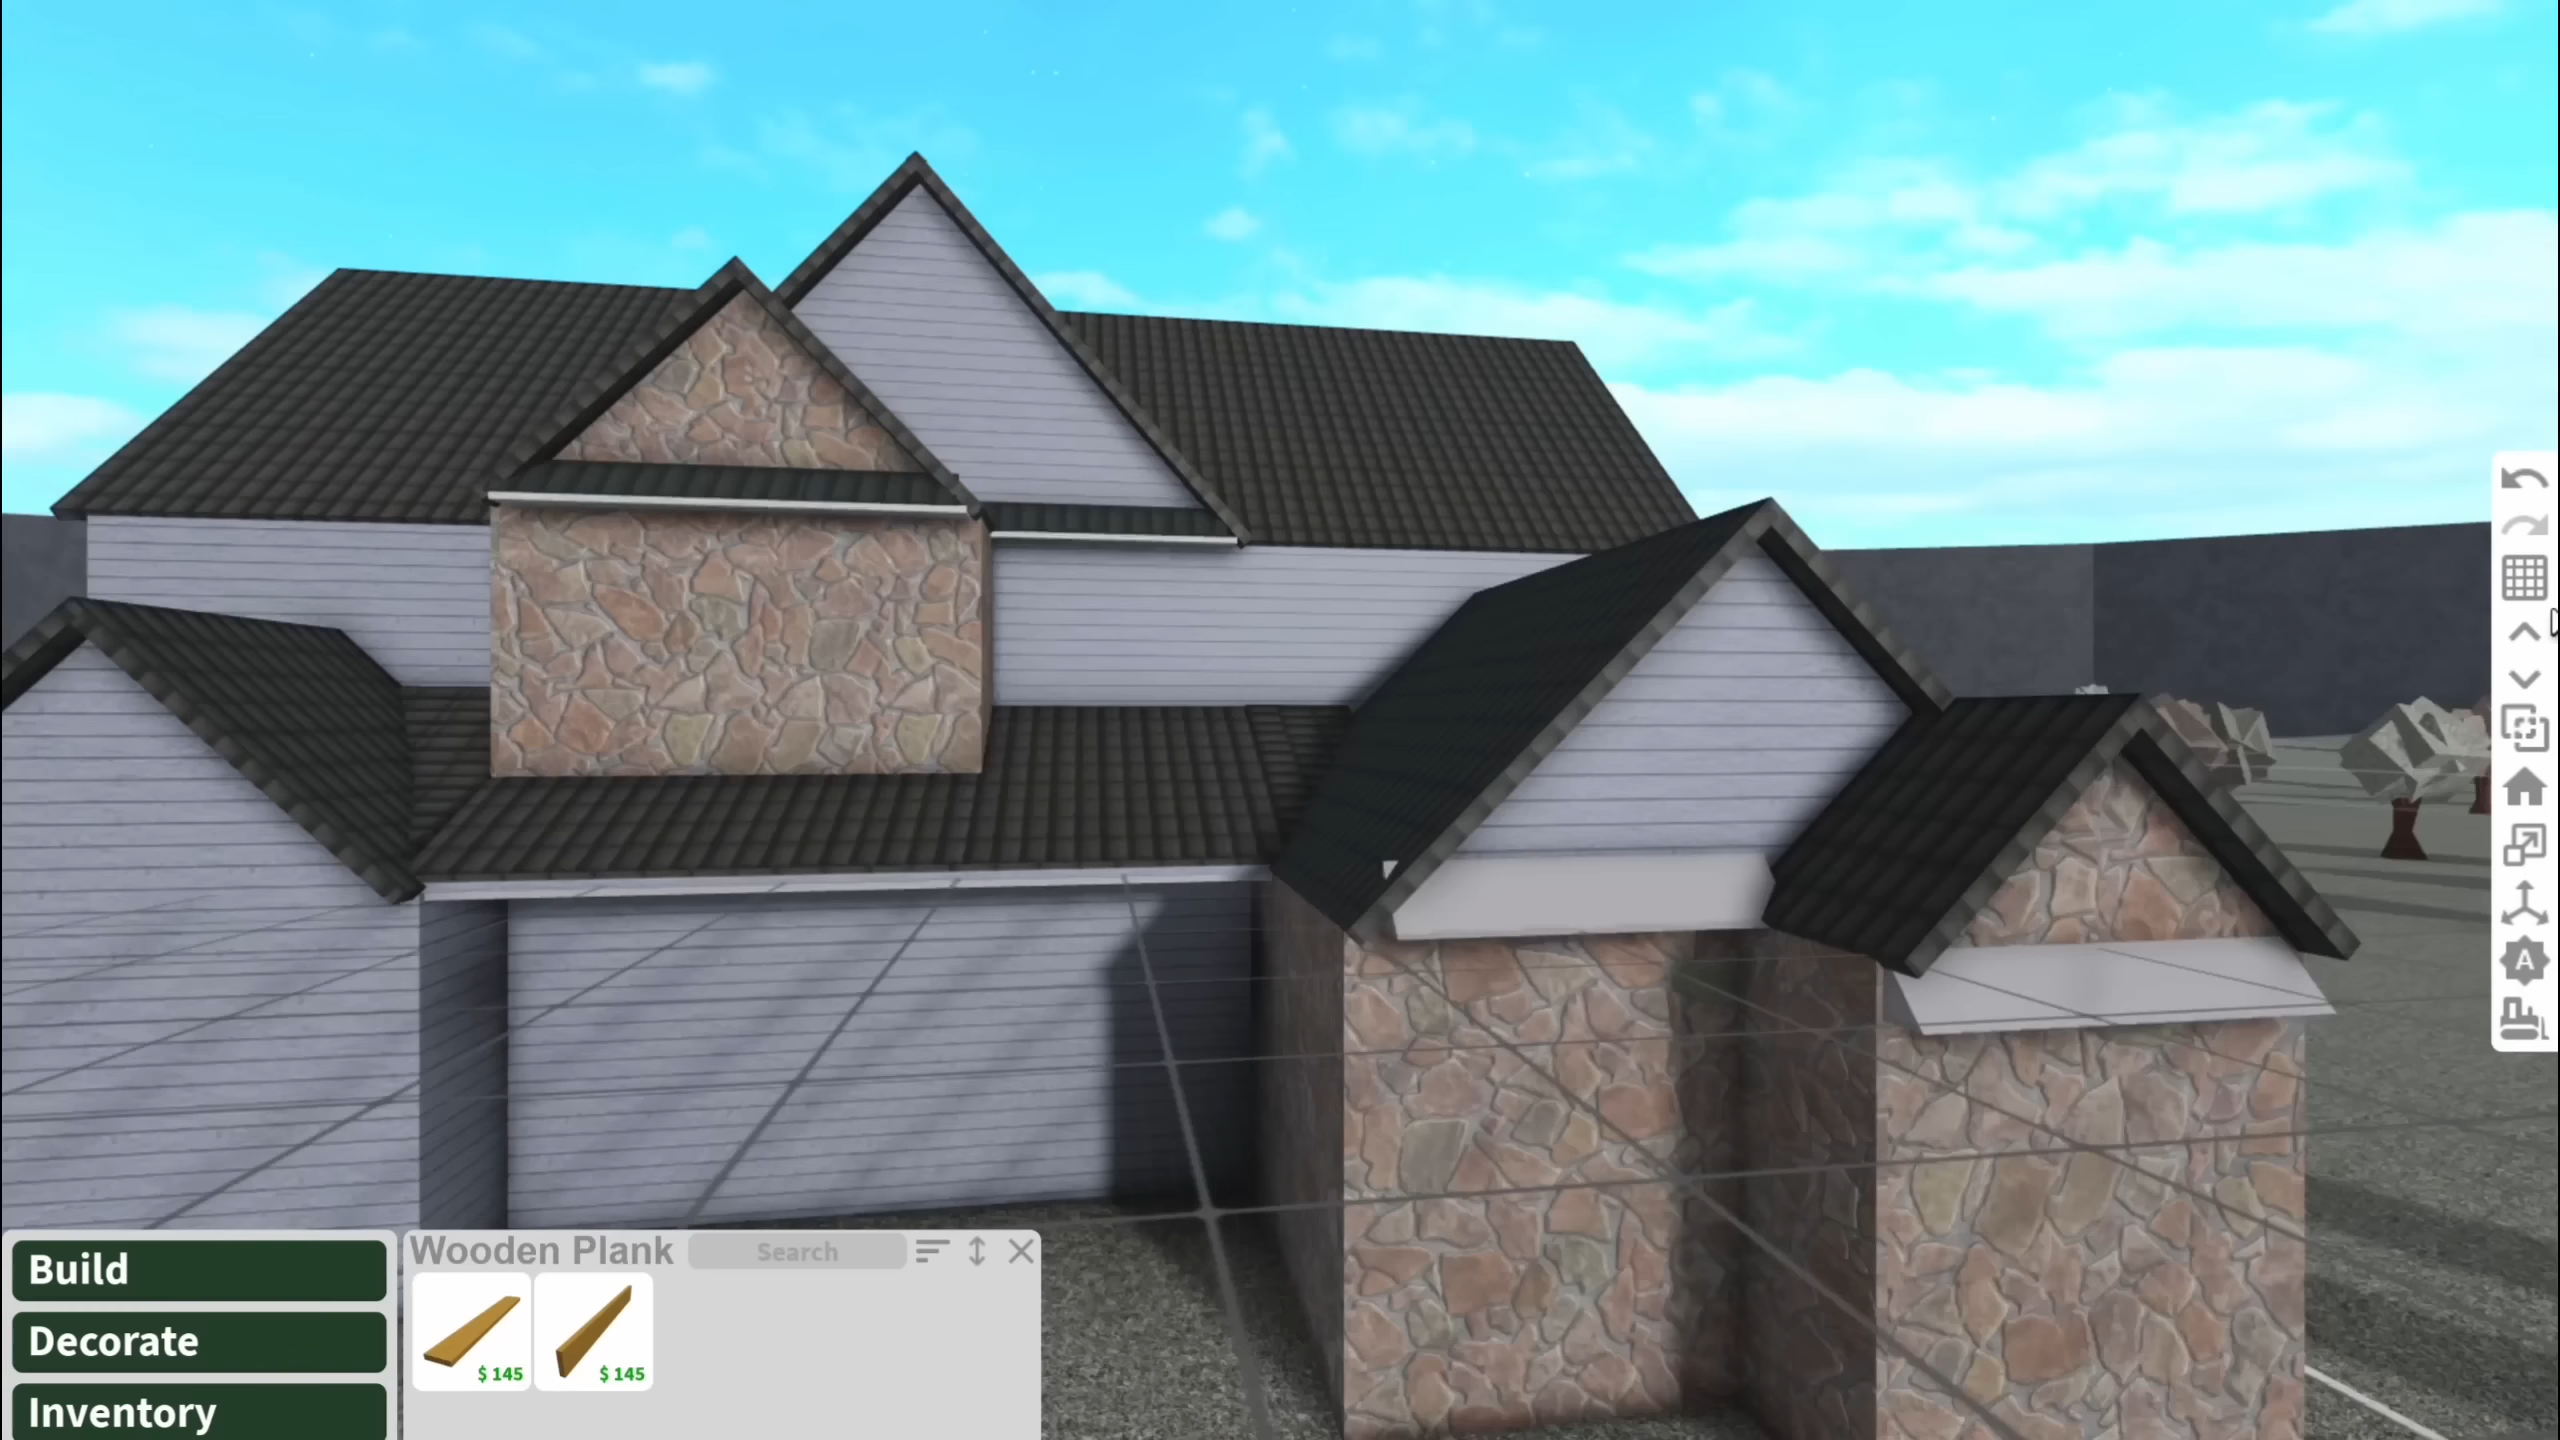 Build
Decorate
Inventory
Wooden Plank
Search
$ 145
$ 145
A